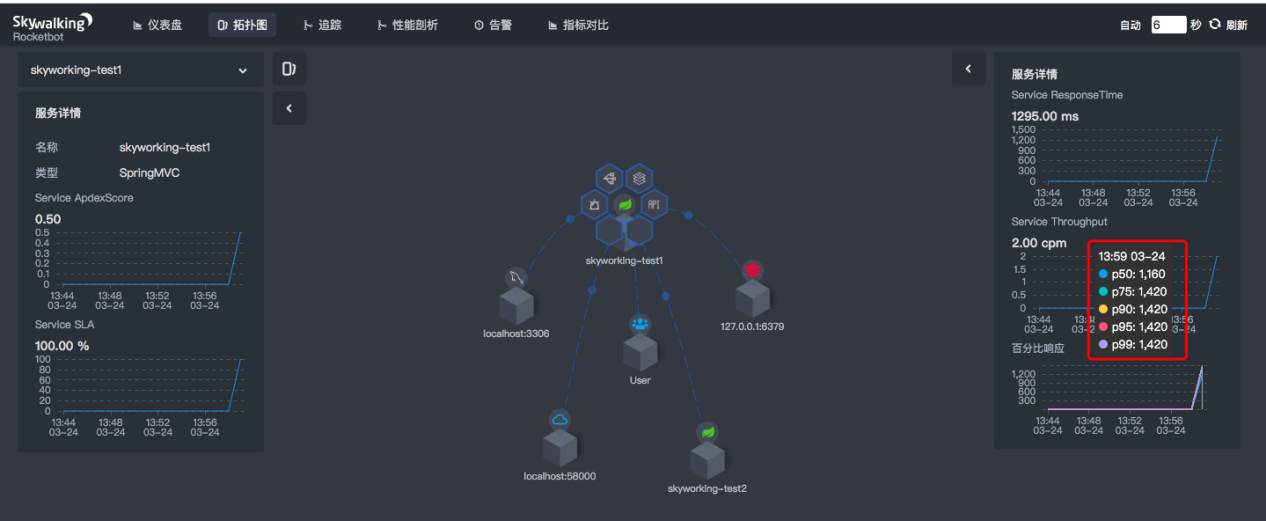 Skywalking
Rocketbot
仪表盘
拓扑图
追踪
性能剖析
告警
指标对比
自动 6 秒 刷新
skyworking-test1
服务详情
名称 skyworking-test1
类型 SpringMVC
Service ApdexScore
0.50
0.5
0.4
0.3
0.2
0.1
0
13:44 13:48 13:52 13:56
03-24 03-24 03-24 03-24
Service SLA
100.00 %
100
80
60
40
20
0
13:44 13:48 13:52 13:56
03-24 03-24 03-24 03-24
API
skyworking-test1
localhost:3306
127.0.0.1:6379
User
localhost:58000
skyworking-test2
服务详情
Service ResponseTime
1295.00 ms
1,500
1,200
900
600
300
0
13:44 13:48 13:52 13:56
03-24 03-24 03-24 03-24
Service Throughput
2.00 cpm
2
1.5
1
0.5
0
13:44
03-24
13:59 03-24
p50: 1,160
p75: 1,420
p90: 1,420
p95: 1,420
p99: 1,420
百分比响应
1,200
900
600
300
13:44 13:48 13:52 13:56
03-24 03-24 03-24 03-24